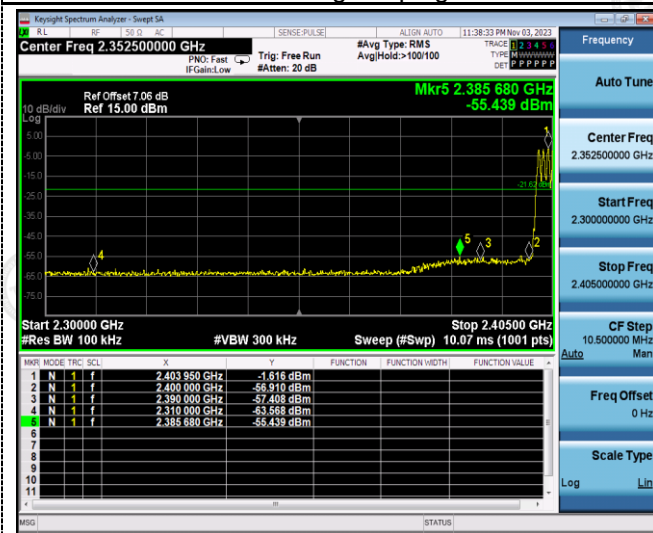 Keysight Spectrum Analyzer - Swept SA
RL RF 50 Ω AC SENSE:PULSE ALIGN AUTO 11:38:33 PM Nov 03, 2023
Center Freq 2.352500000 GHz
PNO: Fast
IFGain:Low
Trig: Free Run
#Atten: 20 dB
#Avg Type: RMS
Avg|Hold:>100/100
TRACE 1 2 3 4 5 6
TYPE M W W W W W
DET P P P P P P
Ref Offset 7.06 dB
10 dB/div Ref 15.00 dBm
Log
Mkr5 2.385 680 GHz
-55.439 dBm
5.00
-5.00
-15.0
-25.0
-35.0
-45.0
-55.0
-65.0
-75.0
1
-21.62 dBm
4
5
3
2
Start 2.30000 GHz Stop 2.40500 GHz
#Res BW 100 kHz #VBW 300 kHz Sweep (#Swp) 10.07 ms (1001 pts)
MKR MODE TRC SCL X Y FUNCTION FUNCTION WIDTH FUNCTION VALUE
1 N 1 f 2.403 950 GHz -1.816 dBm
2 N 1 f 2.400 000 GHz -56.910 dBm
3 N 1 f 2.390 000 GHz -57.408 dBm
4 N 1 f 2.310 000 GHz -63.568 dBm
5 N 1 f 2.385 680 GHz -55.439 dBm
6
7
8
9
10
11
MSG STATUS
Frequency
Auto Tune
Center Freq
2.352500000 GHz
Start Freq
2.300000000 GHz
Stop Freq
2.405000000 GHz
CF Step
10.500000 MHz
Auto Man
Freq Offset
0 Hz
Scale Type
Log Lin